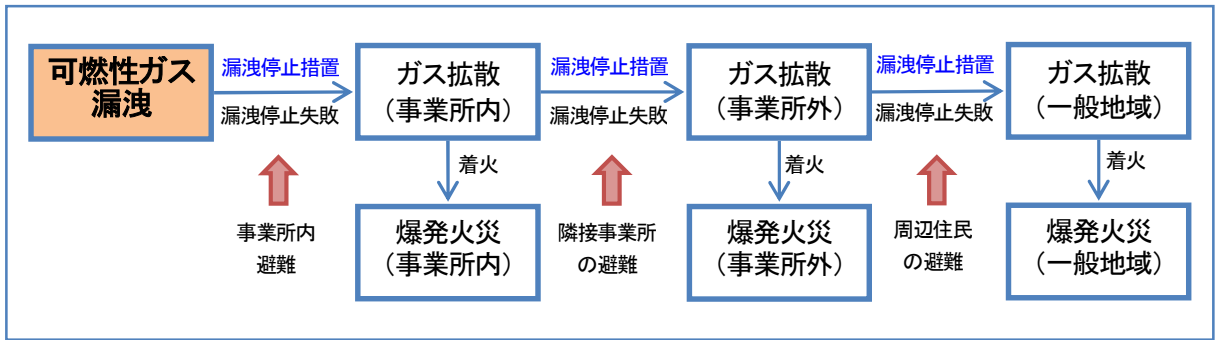 可燃性ガス
漏洩
漏洩停止措置
漏洩停止失敗
ガス拡散
（事業所内）
漏洩停止措置
漏洩停止失敗
ガス拡散
（事業所外）
漏洩停止措置
漏洩停止失敗
ガス拡散
（一般地域）
着火
着火
着火
事業所内
避難
爆発火災
（事業所内）
隣接事業所
の避難
爆発火災
（事業所外）
周辺住民
の避難
爆発火災
（一般地域）